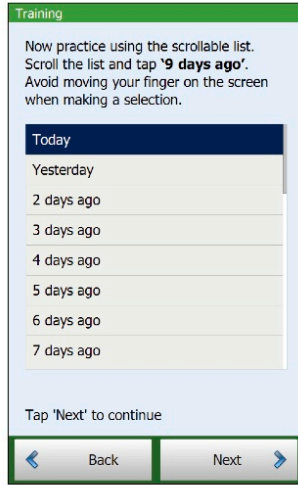 Training
Now practice using the scrollable list.
Scroll the list and tap ‘9 days ago’.
Avoid moving your finger on the screen
when making a selection.
Today
Yesterday
2 days ago
3 days ago
4 days ago
5 days ago
6 days ago
7 days ago
Tap 'Next' to continue
Back
Next